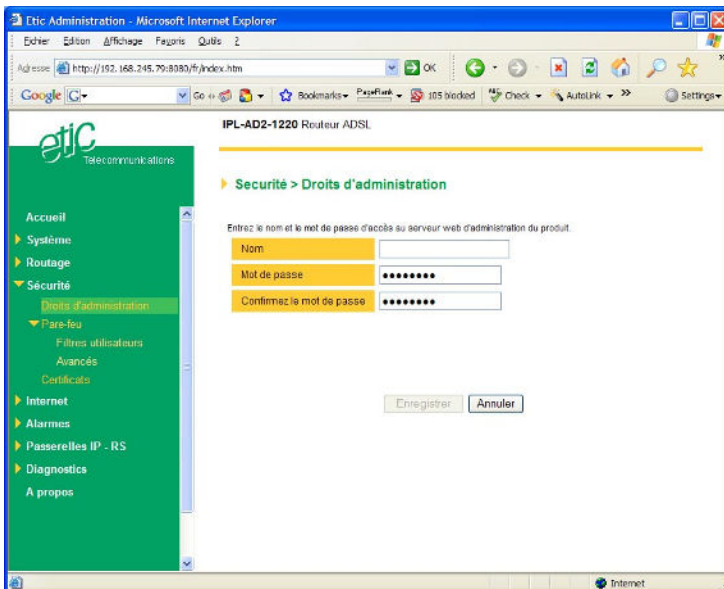 Etic Administration - Microsoft Internet Explorer
Fichier Edition Affichage Favoris Outils ?
Adresse http://192.168.245.79:8080/fr/index.htm OK
Google G Go Bookmarks PageRank 105 blocked Check AutoLink » Settings
etic
Telecommunications
IPL-AD2-1220 Routeur ADSL
Securité > Droits d'administration
Entrez le nom et le mot de passe d'accès au serveur web d'administration du produit.
Nom
Mot de passe ••••••••
Confirmez le mot de passe ••••••••
Enregistrer Annuler
Accueil
Système
Routage
Sécurité
Droits d'administration
Pare-feu
Filtres utilisateurs
Avancés
Certificats
Internet
Alarmes
Passerelles IP - RS
Diagnostics
A propos
Internet